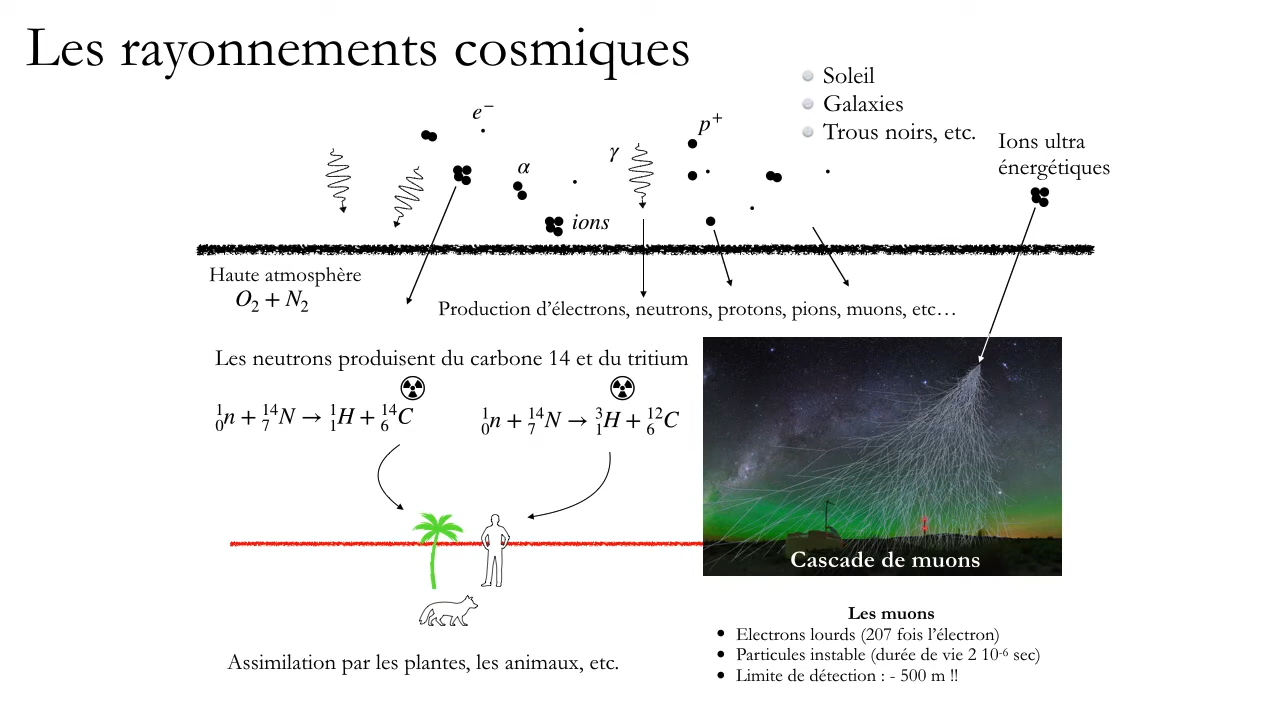 Les rayonnements cosmiques
Soleil
Galaxies
Trous noirs, etc.
e⁻
p⁺
γ
α
ions
Ions ultra
énergétiques
Haute atmosphère
O₂ + N₂
Production d’électrons, neutrons, protons, pions, muons, etc…
Les neutrons produisent du carbone 14 et du tritium
¹₀n + ¹⁴₇N → ¹₁H + ¹⁴₆C
¹₀n + ¹⁴₇N → ³₁H + ¹²₆C
Cascade de muons
Assimilation par les plantes, les animaux, etc.
Les muons
Electrons lourds (207 fois l’électron)
Particules instable (durée de vie 2 10⁻⁶ sec)
Limite de détection : - 500 m !!